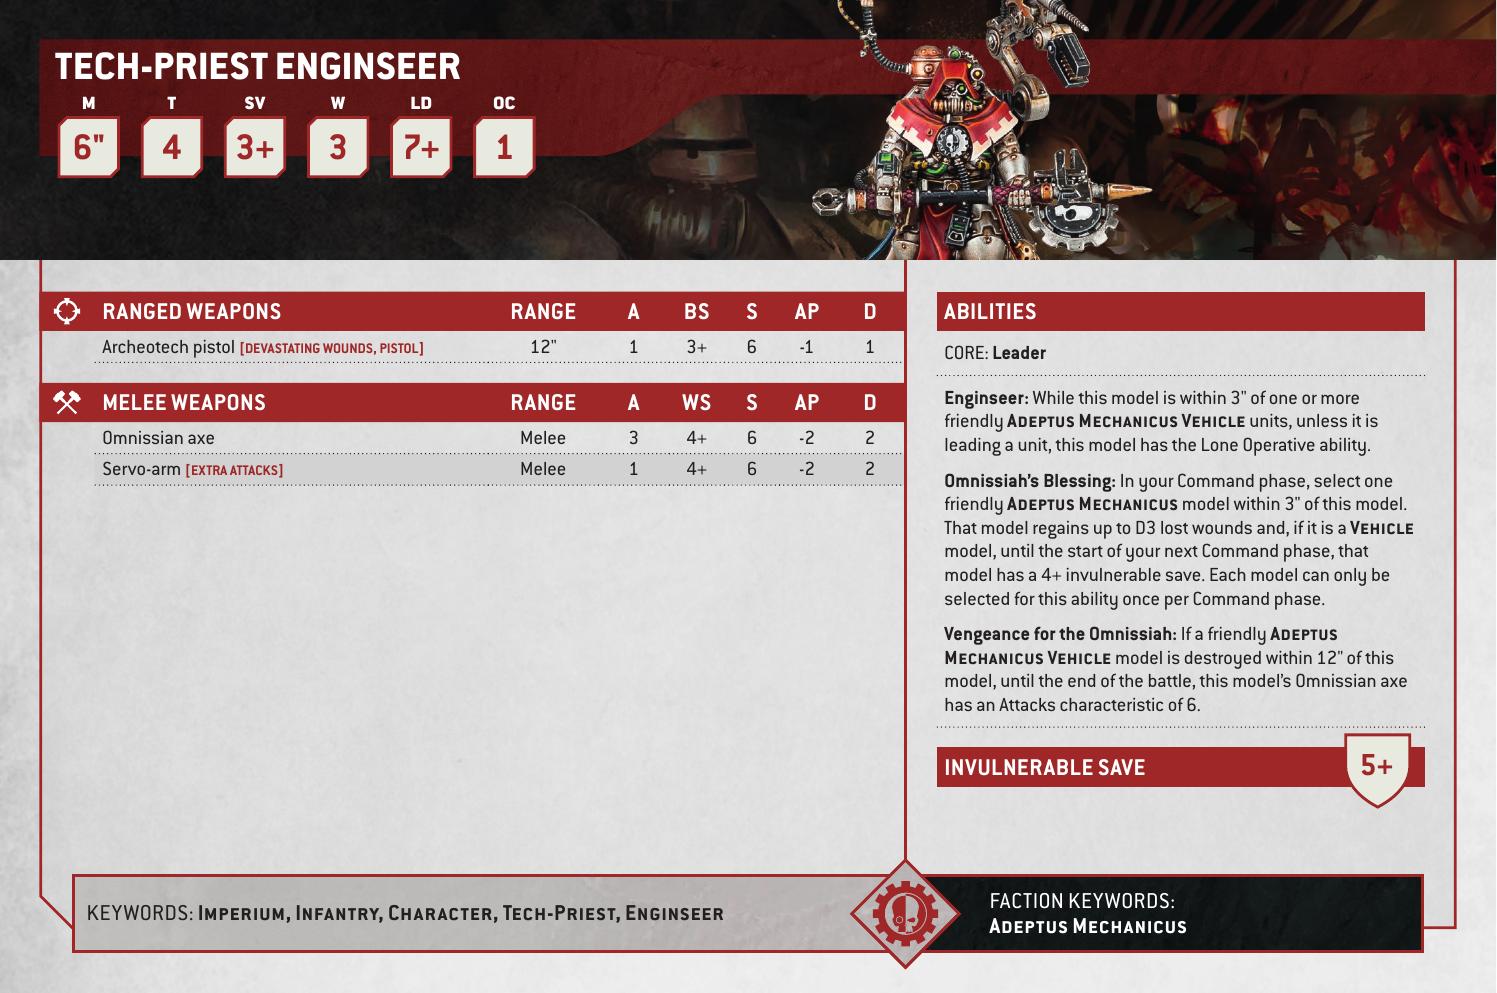 TECH-PRIEST ENGINSEER
M T SV W LD OC
6" 4 3+ 3 7+ 1
RANGED WEAPONS RANGE A BS S AP D
Archeotech pistol [DEVASTATING WOUNDS, PISTOL] 12" 1 3+ 6 -1 1
MELEE WEAPONS RANGE A WS S AP D
Omnissian axe Melee 3 4+ 6 -2 2
Servo-arm [EXTRA ATTACKS] Melee 1 4+ 6 -2 2
ABILITIES
CORE: Leader
Enginseer: While this model is within 3" of one or more
friendly ADEPTUS MECHANICUS VEHICLE units, unless it is
leading a unit, this model has the Lone Operative ability.
Omnissiah's Blessing: In your Command phase, select one
friendly ADEPTUS MECHANICUS model within 3" of this model.
That model regains up to D3 lost wounds and, if it is a VEHICLE
model, until the start of your next Command phase, that
model has a 4+ invulnerable save. Each model can only be
selected for this ability once per Command phase.
Vengeance for the Omnissiah: If a friendly ADEPTUS
MECHANICUS VEHICLE model is destroyed within 12" of this
model, until the end of the battle, this model's Omnissian axe
has an Attacks characteristic of 6.
INVULNERABLE SAVE 5+
KEYWORDS: IMPERIUM, INFANTRY, CHARACTER, TECH-PRIEST, ENGINSEER
FACTION KEYWORDS:
ADEPTUS MECHANICUS